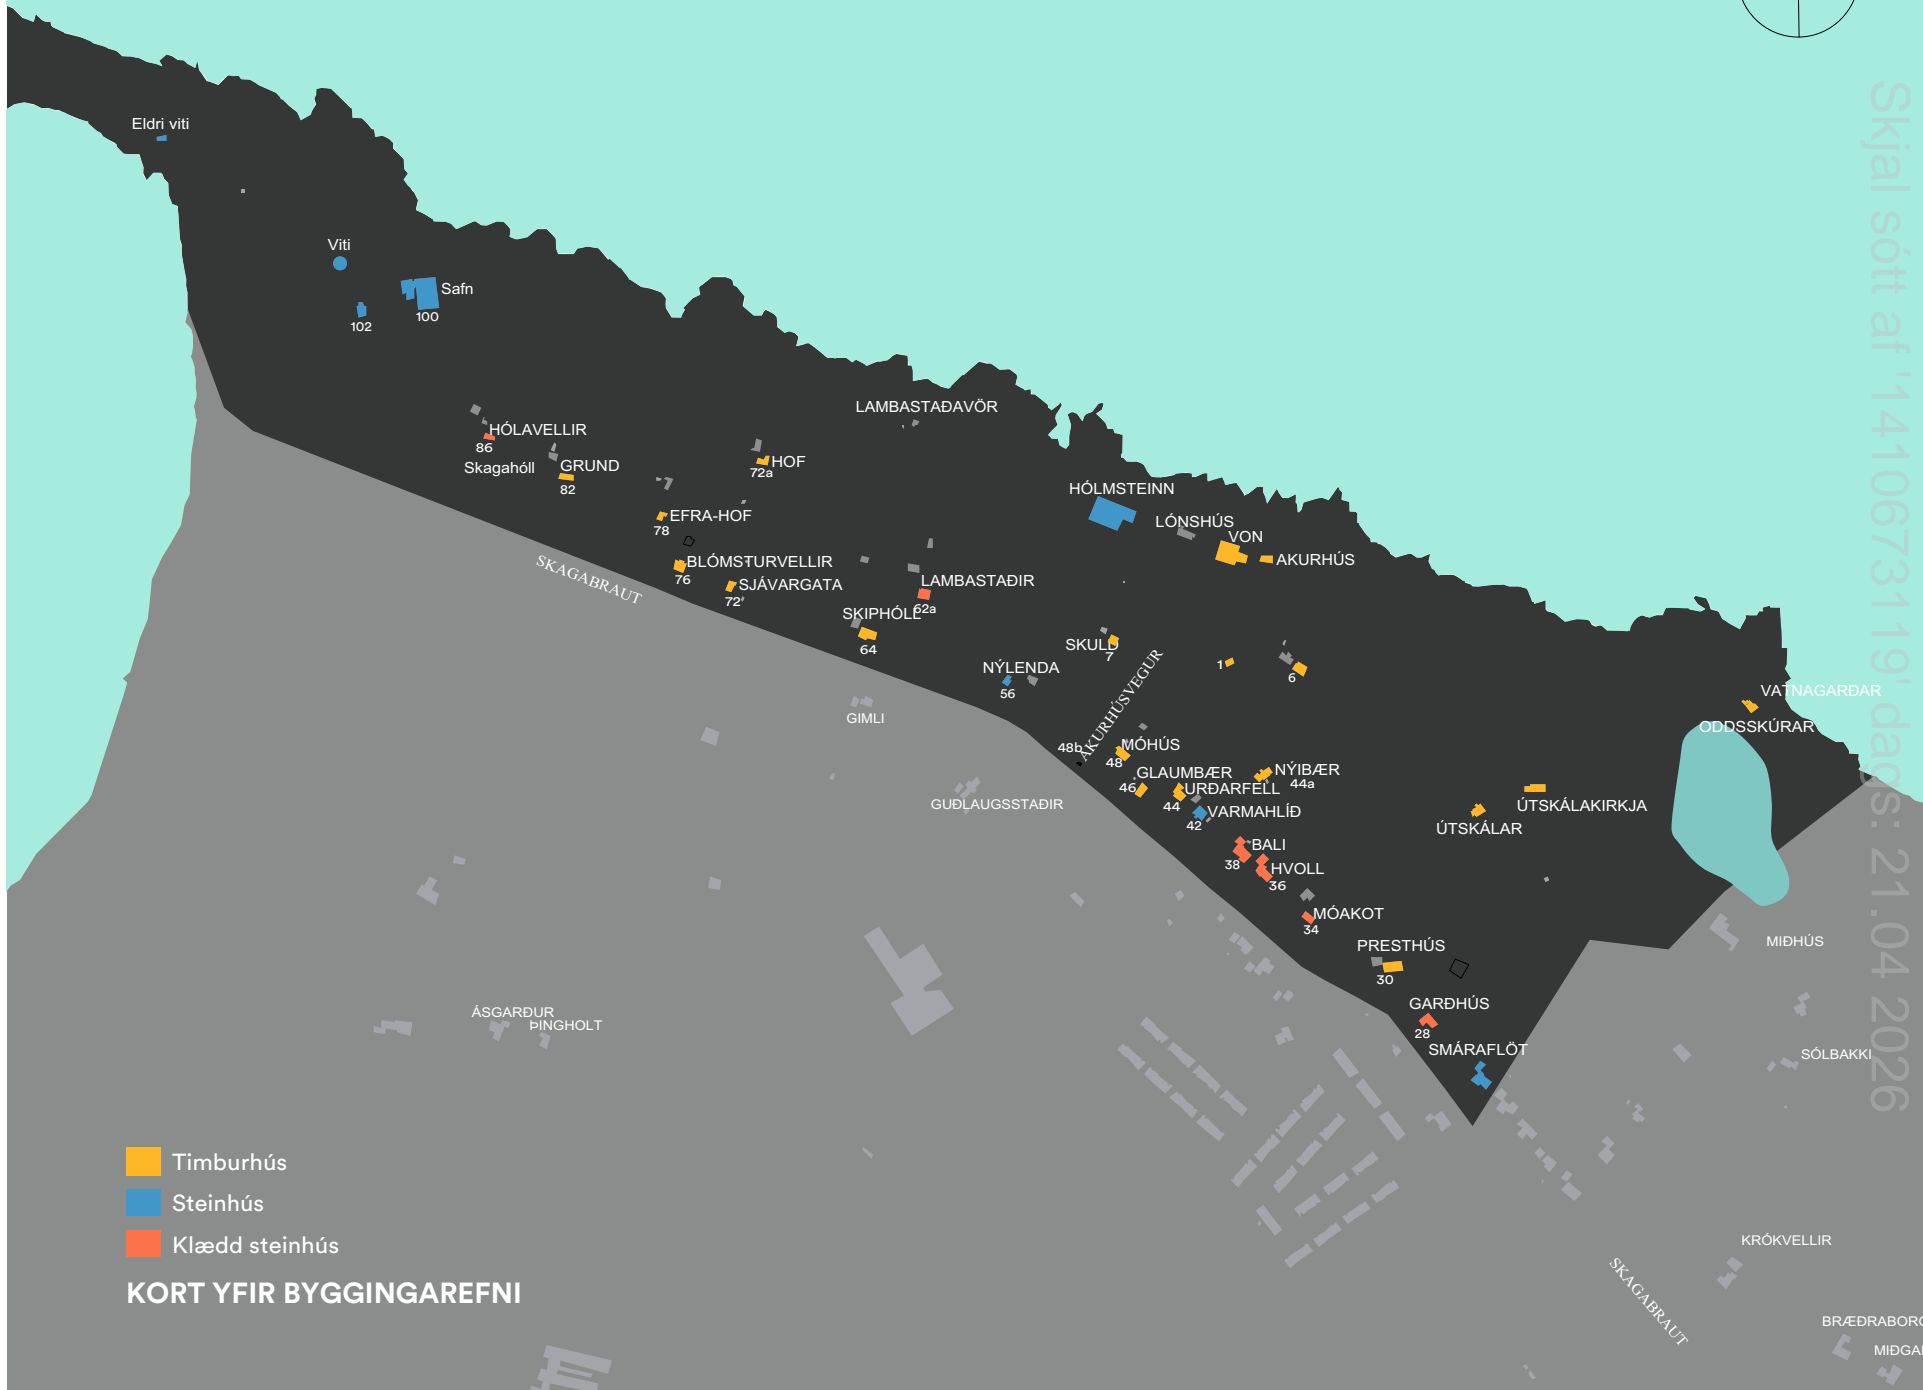 Eldri viti
Viti
Safn
102
100
LAMBASTAÐAVÖR
HÓLAVELLIR
86
Skagahóll
GRUND
82
HOF
72a
HÓLMSTEINN
EFRA-HOF
78
LÓNSHÚS
VON
AKURHÚS
BLÓMSTURVELLIR
76
SKAGABRAUT
SJÁVARGATA
72
LAMBASTAÐIR
62a
SKIPHÓLL
64
SKULD
7
NÝLENDA
56
1
6
AKURHÚSVEGUR
VATNAGARÐAR
ODDSSKÚRAR
GIMLI
48b
MÓHÚS
48
GLAUMBÆR
46
NÝIBÆR
44a
URÐARFELL
44
VARMAHLÍÐ
42
GUÐLAUGSSTAÐIR
ÚTSKÁLAKIRKJA
ÚTSKÁLAR
BALI
38
HVOLL
36
MÓAKOT
34
PRESTHÚS
30
MIÐHÚS
GARÐHÚS
28
ÁSGARÐUR
ÞINGHOLT
SMÁRAFLÖT
SÓLBAKKI
Timburhús
Steinhús
Klædd steinhús
KORT YFIR BYGGINGAREFNI
KRÓKVELLIR
SKAGABRAUT
BRÆÐRABORG
MIÐGA
Skjal sótt af '1410673119' dags: 21.04 2026